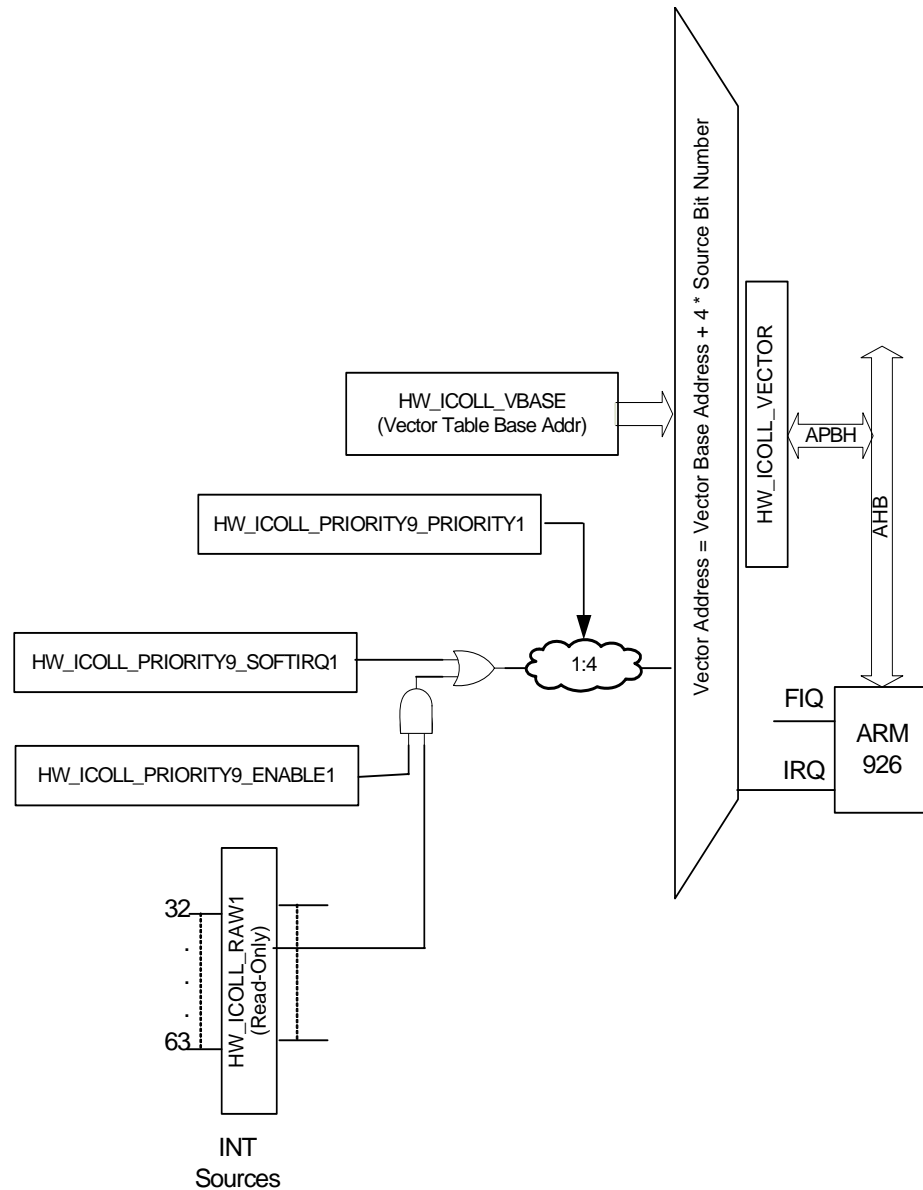 Vector Address = Vector Base Address + 4 * Source Bit Number
HW_ICOLL_VECTOR
HW_ICOLL_VBASE
(Vector Table Base Addr)
APBH
AHB
HW_ICOLL_PRIORITY9_PRIORITY1
HW_ICOLL_PRIORITY9_SOFTIRQ1
1:4
FIQ
IRQ
ARM
926
HW_ICOLL_PRIORITY9_ENABLE1
32
.
.
.
63
HW_ICOLL_RAW1
(Read-Only)
INT
Sources